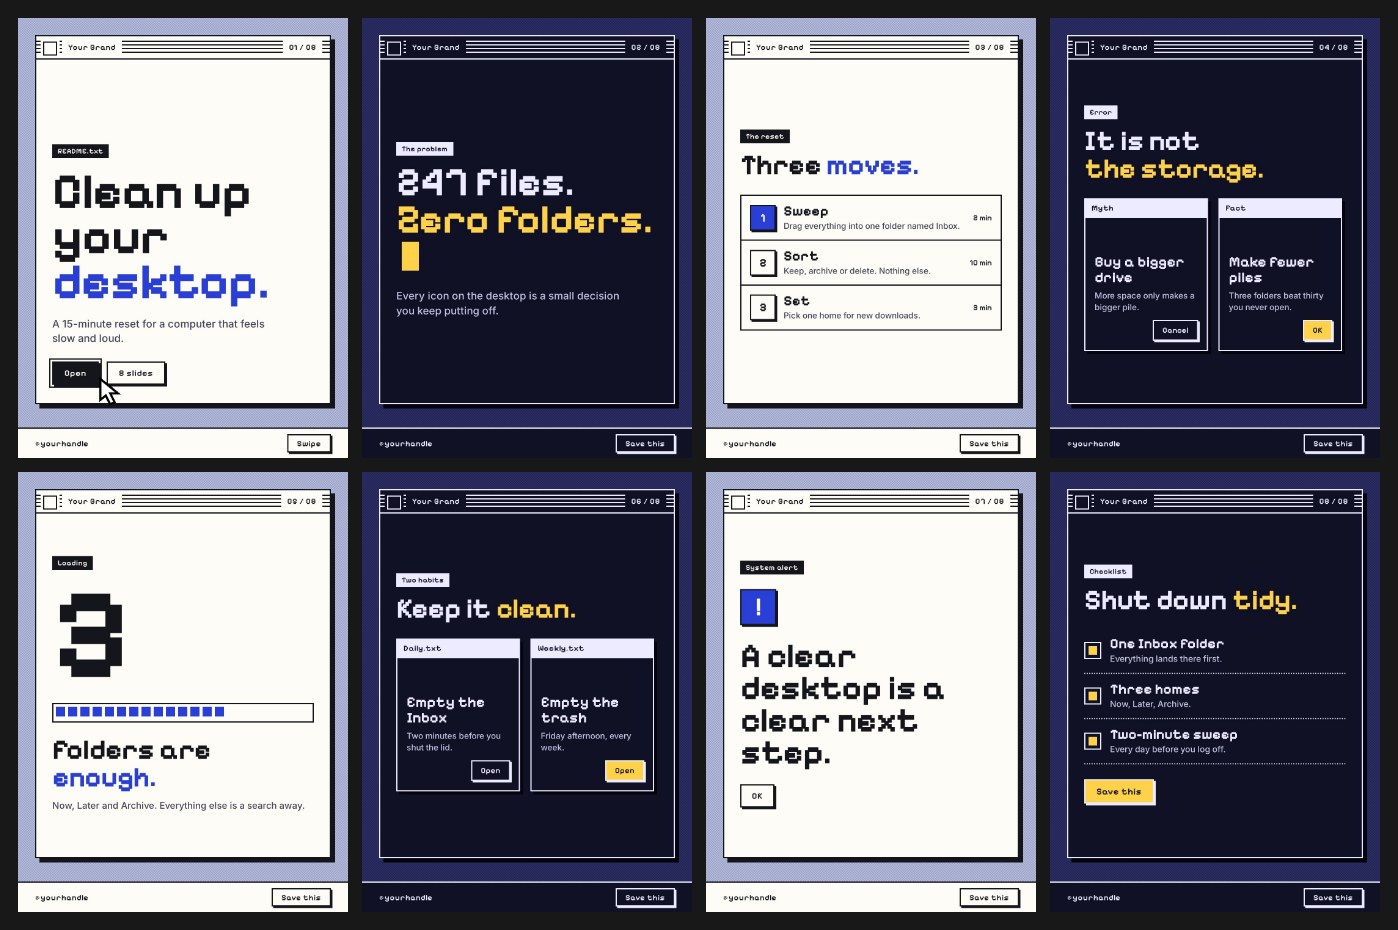 Your Brand
01 / 08
README.txt
Clean up
your
desktop.
A 15-minute reset for a computer that feels
slow and loud.
Open
8 slides
@yourhandle
Swipe
Your Brand
02 / 08
The problem
247 files.
Zero folders.
Every icon on the desktop is a small decision
you keep putting off.
@yourhandle
Save this
Your Brand
03 / 08
The reset
Three moves.
1
Sweep
Drag everything into one folder named Inbox.
2 min
2
Sort
Keep, archive or delete. Nothing else.
10 min
3
Set
Pick one home for new downloads.
3 min
@yourhandle
Save this
Your Brand
04 / 08
Error
It is not
the storage.
Myth
Buy a bigger
drive
More space only makes a
bigger pile.
Cancel
Fact
Make fewer
piles
Three folders beat thirty
you never open.
OK
@yourhandle
Save this
Your Brand
05 / 08
Loading
3
folders are
enough.
Now, Later and Archive. Everything else is a search away.
@yourhandle
Save this
Your Brand
06 / 08
Two habits
Keep it clean.
Daily.txt
Empty the
Inbox
Two minutes before you
shut the lid.
Open
Weekly.txt
Empty the
trash
Friday afternoon, every
week.
Open
@yourhandle
Save this
Your Brand
07 / 08
System alert
!
A clear
desktop is a
clear next
step.
OK
@yourhandle
Save this
Your Brand
08 / 08
Checklist
Shut down tidy.
One Inbox folder
Everything lands there first.
Three homes
Now, Later, Archive.
Two-minute sweep
Every day before you log off.
Save this
@yourhandle
Save this